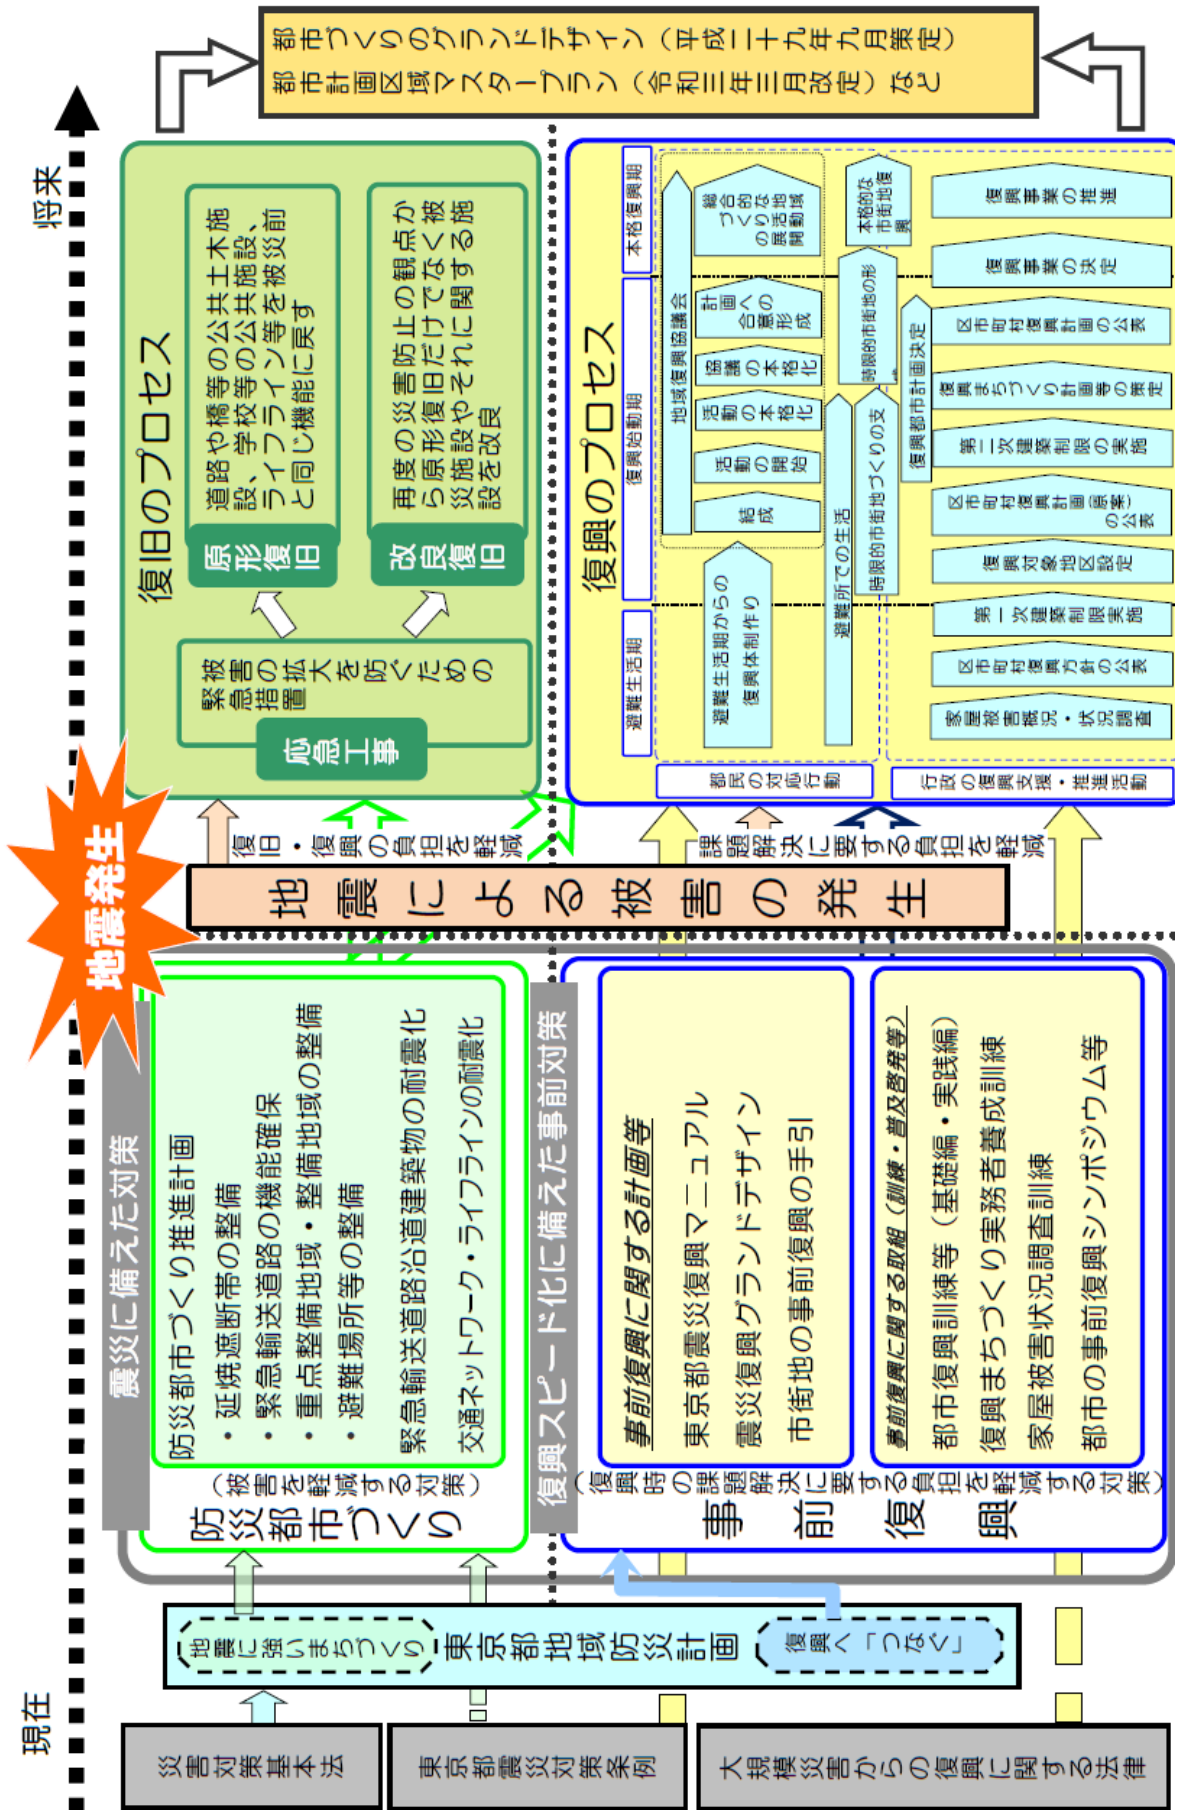 現在
将来
地震発生
災害対策基本法
東京都震災対策条例
大規模災害からの復興に関する法律
地震に強いまちづくり
東京都地域防災計画
復興へ「つなぐ」
震災に備えた対策
防災都市づくり
（被害を軽減する対策）
防災都市づくり推進計画
・延焼遮断帯の整備
・緊急輸送道路の機能確保
・重点整備地域・整備地域の整備
・避難場所等の整備
緊急輸送道路沿道建築物の耐震化
交通ネットワーク・ライフラインの耐震化
復興スピード化に備えた事前対策
事前復興
（復興時の課題解決に要する負担を軽減する対策）
事前復興に関する計画等
東京都震災復興マニュアル
震災復興グランドデザイン
市街地の事前復興の手引
事前復興に関する取組（訓練・普及啓発等）
都市復興訓練等（基礎編・実践編）
復興まちづくり実務者養成訓練
家屋被害状況調査訓練
都市の事前復興シンポジウム等
地震による被害の発生
復旧・復興の負担を軽減
課題解決に要する負担を軽減
復旧のプロセス
応急工事
被害の拡大を防ぐための
緊急措置
原形復旧
道路や橋等の公共土木施
設、学校等の公共施設、
ライフライン等を被災前
と同じ機能に戻す
改良復旧
再度の災害防止の観点か
ら原形復旧だけでなく被
災施設やそれに関する施
設を改良
復興のプロセス
避難生活期
復興始動期
本格復興期
都民の対応行動
避難生活期からの
復興体制作り
地域復興協議会
結成
活動の開始
活動の本格化
協議の本格化
計画への
合意形成
総合的な地域
づくり活動
の展開
避難所での生活
時限的市街地づくりの支
時限的市街地の形
本格的な
市街地復
興
行政の復興支援・推進活動
復興都市計画決定
家屋被害概況・状況調査
区市町村復興方針の公表
第一次建築制限実施
復興対象地区設定
区市町村復興計画(原案)
の公表
第二次建築制限の実施
復興まちづくり計画等の策定
区市町村復興計画の公表
復興事業の決定
復興事業の推進
都市づくりのグランドデザイン（平成二十九年九月策定）
都市計画区域マスタープラン（令和三年三月改定）など